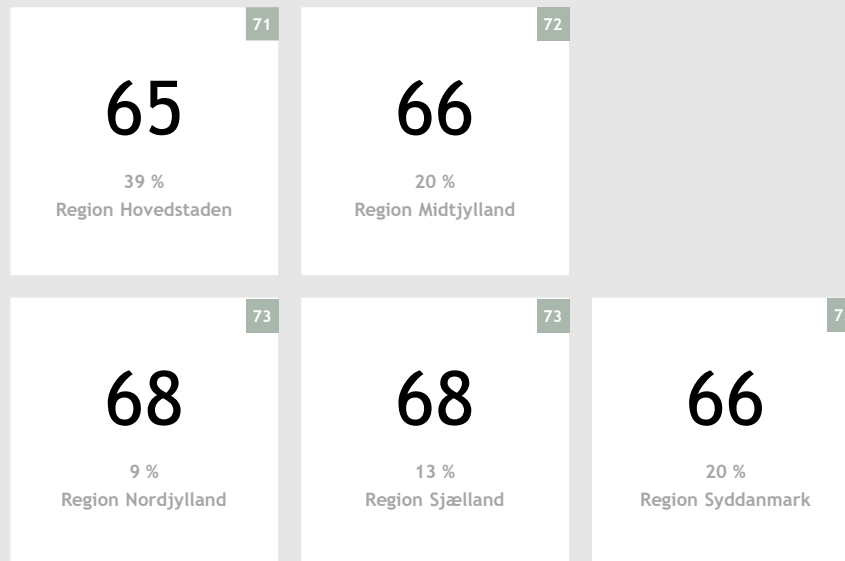 71
65
39 %
Region Hovedstaden
72
66
20 %
Region Midtjylland
73
68
9 %
Region Nordjylland
73
68
13 %
Region Sjælland
66
20 %
Region Syddanmark